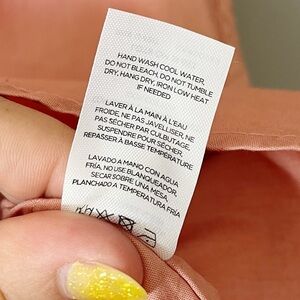 HAND WASH COOL WATER,
DO NOT BLEACH, DO NOT TUMBLE
DRY, HANG DRY, IRON LOW HEAT
IF NEEDED
LAVER À LA MAIN À L'EAU
FROIDE, NE PAS JAVELLISER, NE
PAS SÉCHER PAR CULBUTAGE,
SUSPENDRE POUR SÉCHER,
REPASSER À BASSE TEMPÉRATURE
LAVADO A MANO CON AGUA
FRÍA, NO USE BLANQUEADOR,
SECAR SOBRE UNA MESA
PLANCHADO A TEMPERATURA FRÍA